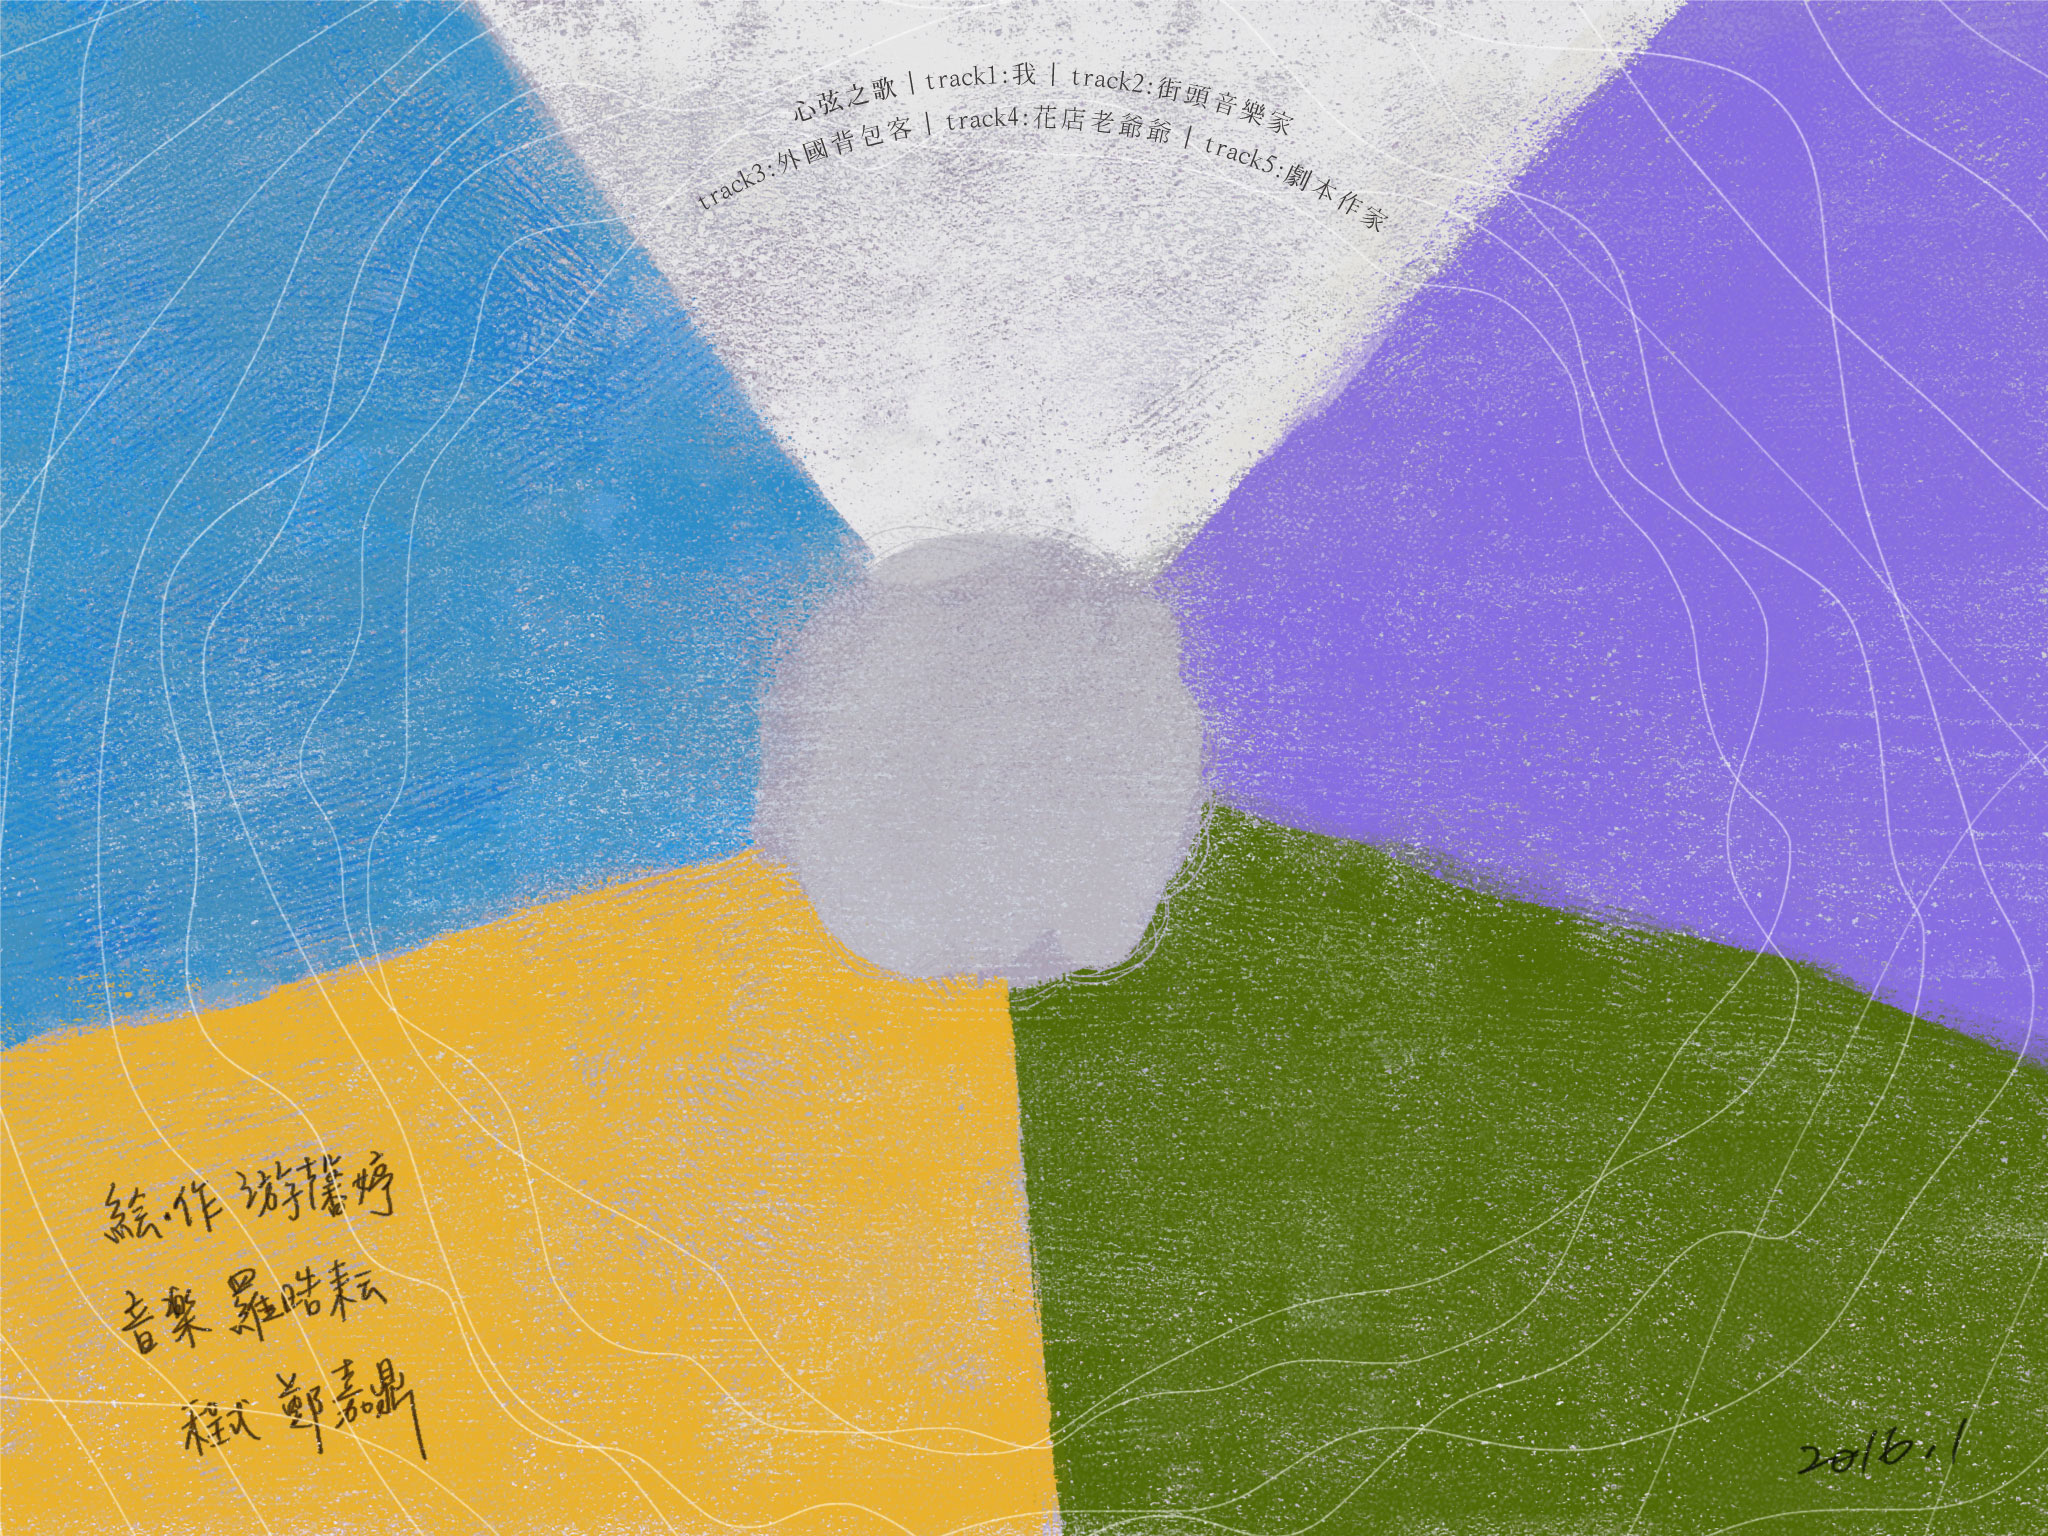 心弦之歌 | track1:我 | track2:街頭音樂家
track3:外國背包客 | track4:花店老爺爺 | track5:劇本作家
絵·作 游馨婷
音楽 羅晧耘
程式 鄭嘉鼎
2016.1